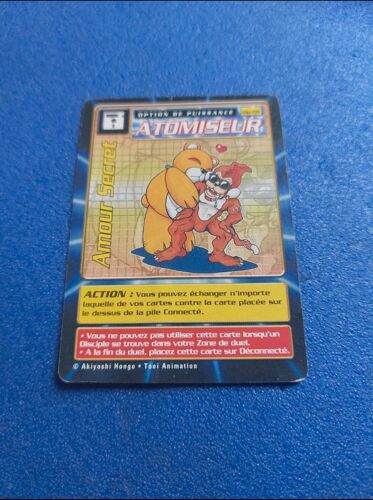 OPTION DE PUISSANCE
ATOMISEUR
Amour Secret
ACTION : Vous pouvez échanger n'importe
laquelle de vos cartes contre la carte placée sur
le dessus de la pile Connecté.
• Vous ne pouvez pas utiliser cette carte lorsqu'un
Disciple se trouve dans votre Zone de duel.
• A la fin du duel, placez cette carte sur Déconnecté.
© Akiyoshi Hongo • Toei Animation